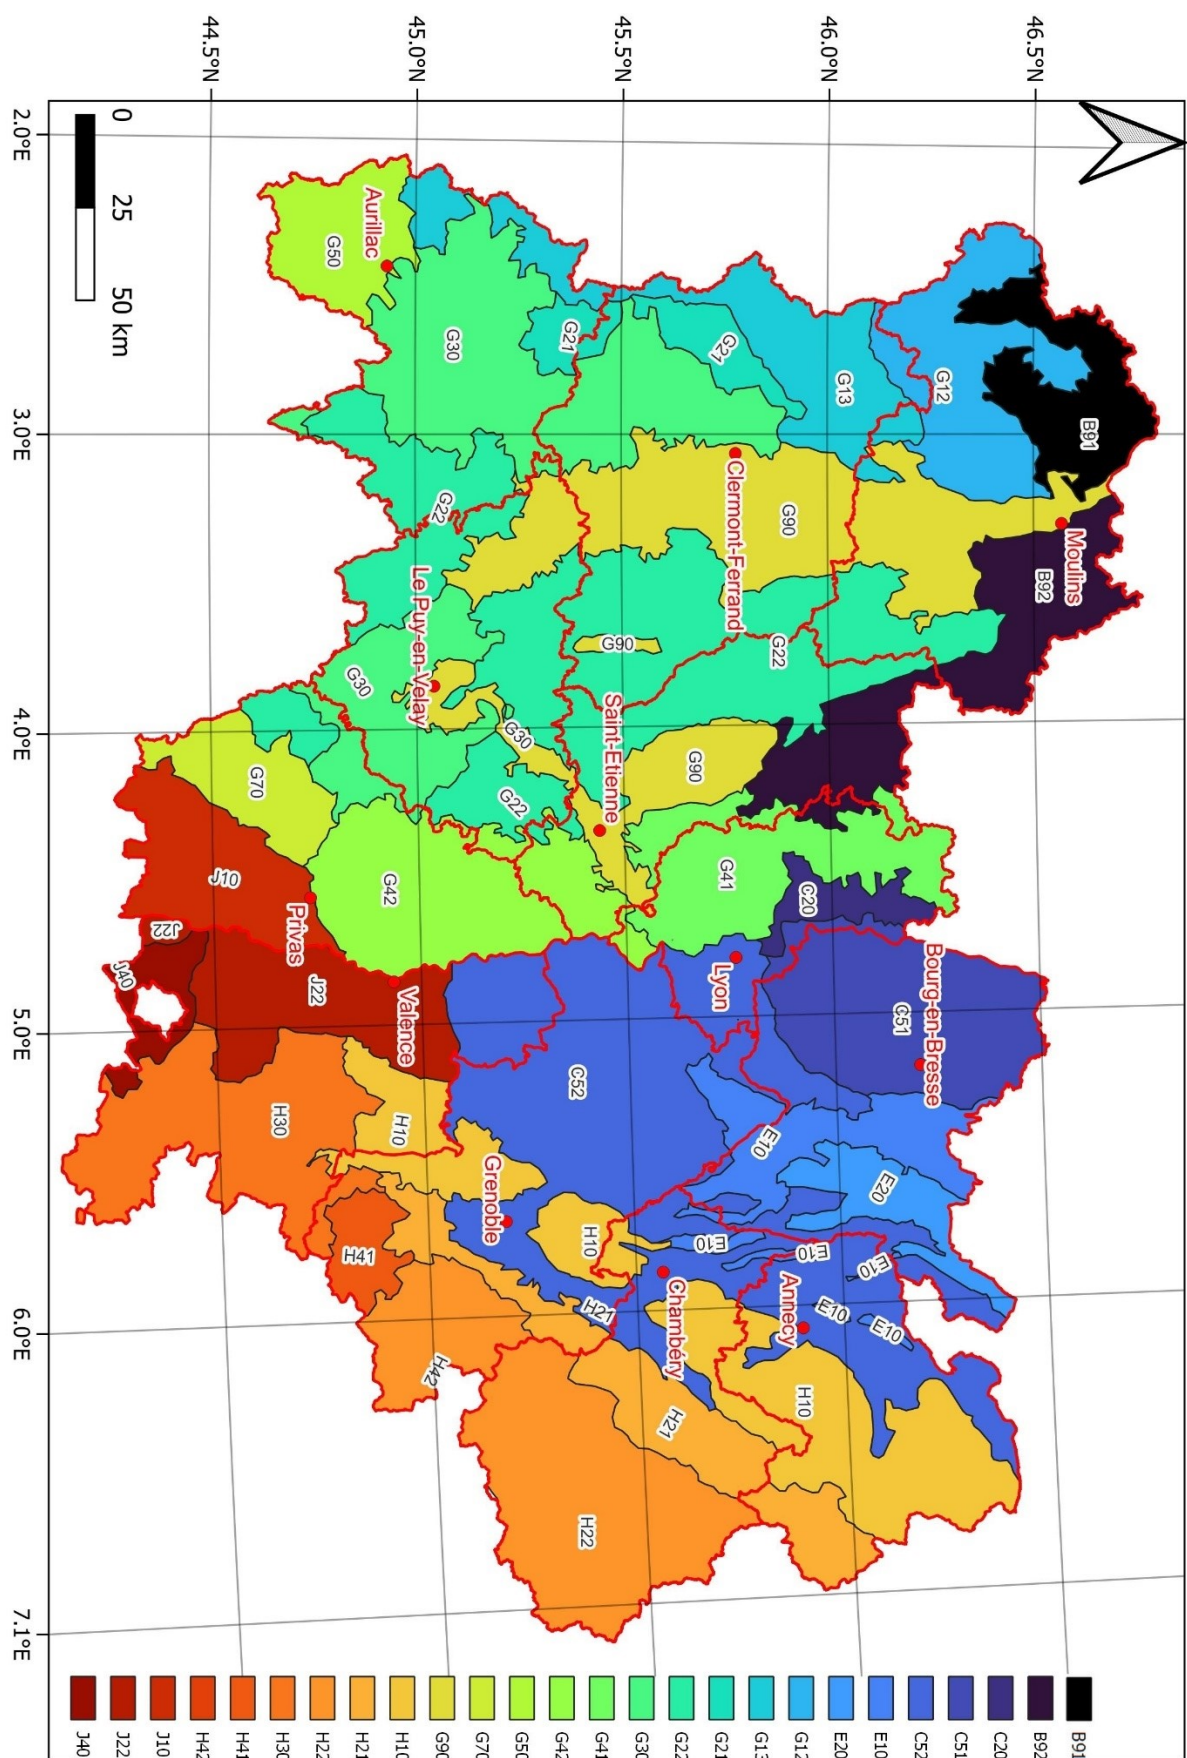 46.5°N
46.0°N
45.5°N
45.0°N
44.5°N
2.0°E
3.0°E
4.0°E
5.0°E
6.0°E
7.1°E
0 25 50 km
B91
G12
Moulins
B92
G13
G21
G90
Clermont-Ferrand
G21
G30
Aurillac
G50
G22
G22
G90
Le Puy-en-Velay
G30
G30
G22
Saint-Etienne
G90
G41
C20
G42
G70
J10
Privas
J22
J40
J22
Valence
Lyon
Bourg-en-Bresse
C51
C52
E10
E20
H10
H30
Grenoble
H10
E10
E10
E10
E10
E10
Annecy
Chambéry
H21
H41
H42
H10
H21
H22
B91
B92
C20
C51
C52
E10
E20
G12
G13
G21
G22
G30
G41
G42
G50
G70
G90
H10
H21
H22
H30
H41
H42
J10
J22
J40